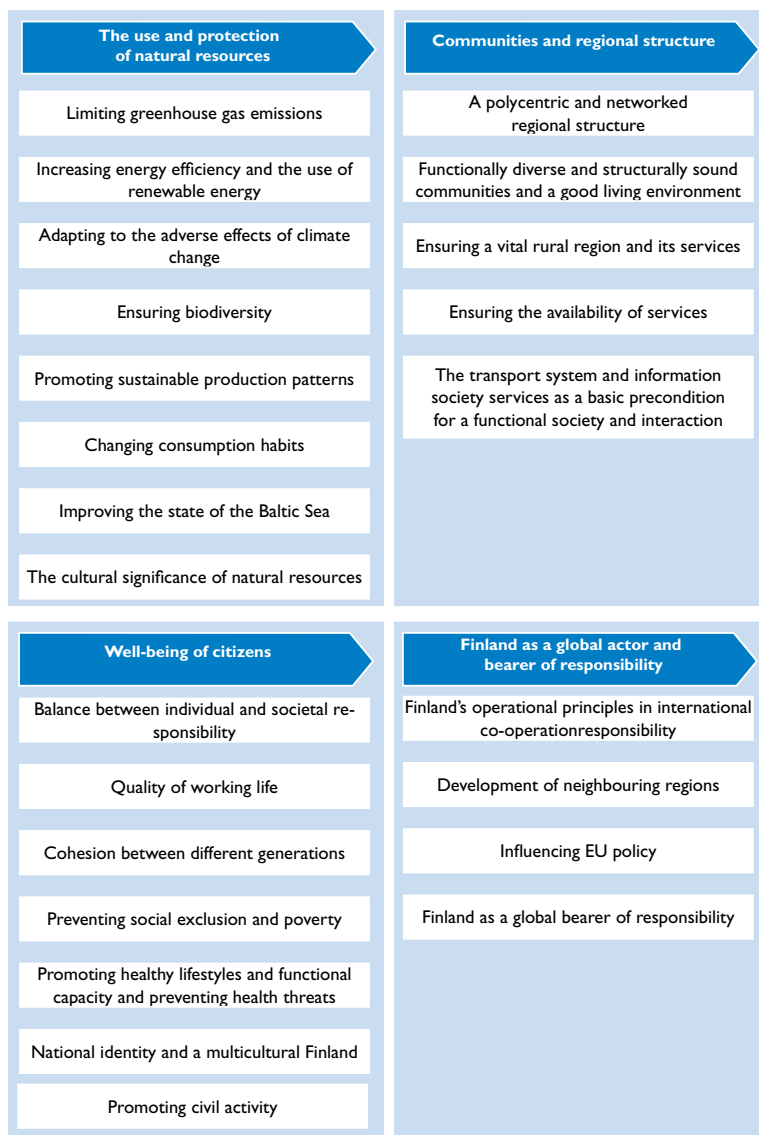 The use and protection
of natural resources
Limiting greenhouse gas emissions
Increasing energy efficiency and the use of
renewable energy
Adapting to the adverse effects of climate
change
Ensuring biodiversity
Promoting sustainable production patterns
Changing consumption habits
Improving the state of the Baltic Sea
The cultural significance of natural resources
Communities and regional structure
A polycentric and networked
regional structure
Functionally diverse and structurally sound
communities and a good living environment
Ensuring a vital rural region and its services
Ensuring the availability of services
The transport system and information
society services as a basic precondition
for a functional society and interaction
Well-being of citizens
Balance between individual and societal re-
sponsibility
Quality of working life
Cohesion between different generations
Preventing social exclusion and poverty
Promoting healthy lifestyles and functional
capacity and preventing health threats
National identity and a multicultural Finland
Promoting civil activity
Finland as a global actor and
bearer of responsibility
Finland’s operational principles in international
co-operationresponsibility
Development of neighbouring regions
Influencing EU policy
Finland as a global bearer of responsibility